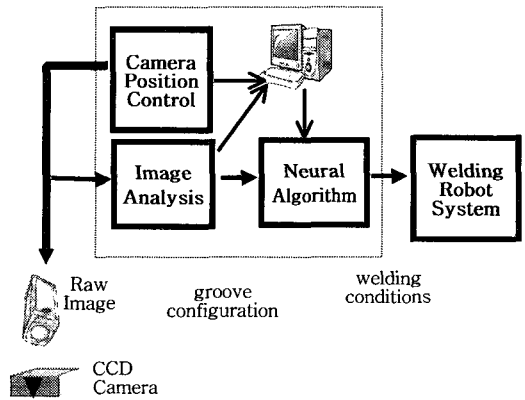 Camera
Position
Control
Image
Analysis
Neural
Algorithm
Welding
Robot
System
Raw
Image
groove
configuration
welding
conditions
CCD
Camera